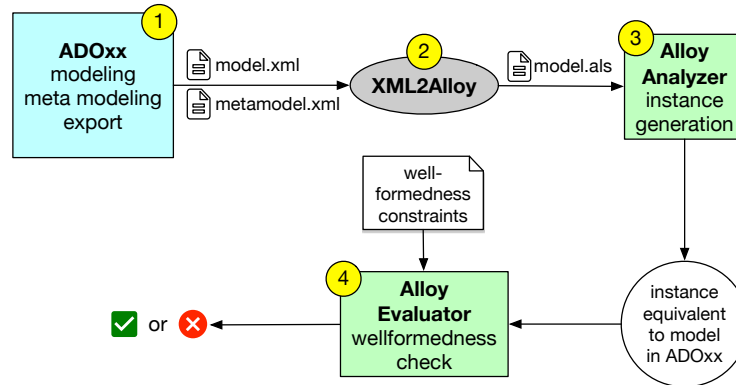 1
ADOxx
modeling
meta modeling
export
model.xml
metamodel.xml
2
XML2Alloy
model.als
3
Alloy
Analyzer
instance
generation
well-
formedness
constraints
4
Alloy
Evaluator
wellformedness
check
instance
equivalent
to model
in ADOxx
or